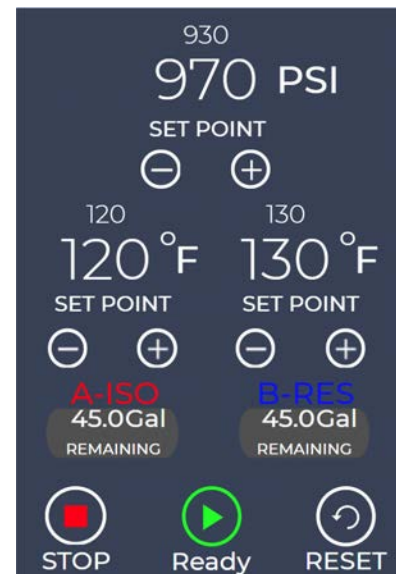 930
970 PSI
SET POINT
120 130
120 °F 130 °F
SET POINT SET POINT
A-ISO B-RES
45.0Gal 45.0Gal
REMAINING REMAINING
STOP Ready RESET